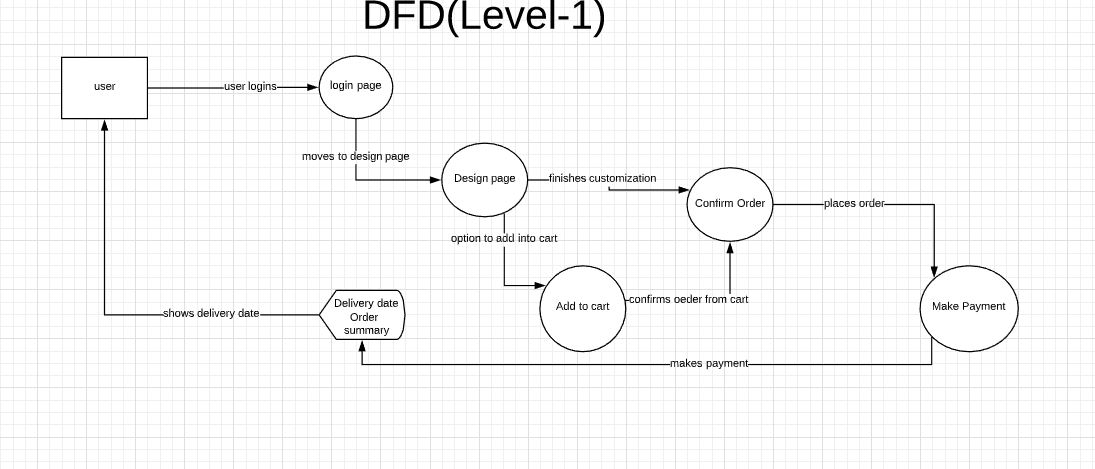 DFD(Level-1)
user
user logins
login page
moves to design page
Design page
finishes customization
Confirm Order
places order
option to add into cart
Add to cart
confirms oeder from cart
Make Payment
Delivery date
Order
summary
shows delivery date
makes payment